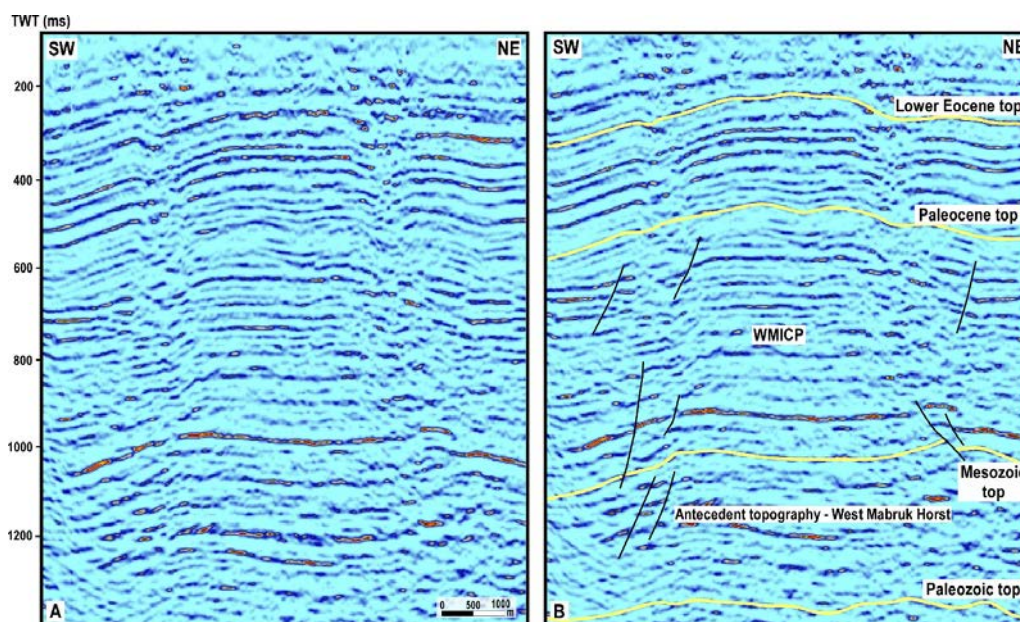 TWT (ms)
SW
NE
200
400
600
800
1000
1200
A
0 500 1000
m
SW
NE
Lower Eocene top
Paleocene top
WMICP
Mesozoic
top
Antecedent topography - West Mabruk Horst
Paleozoic top
B